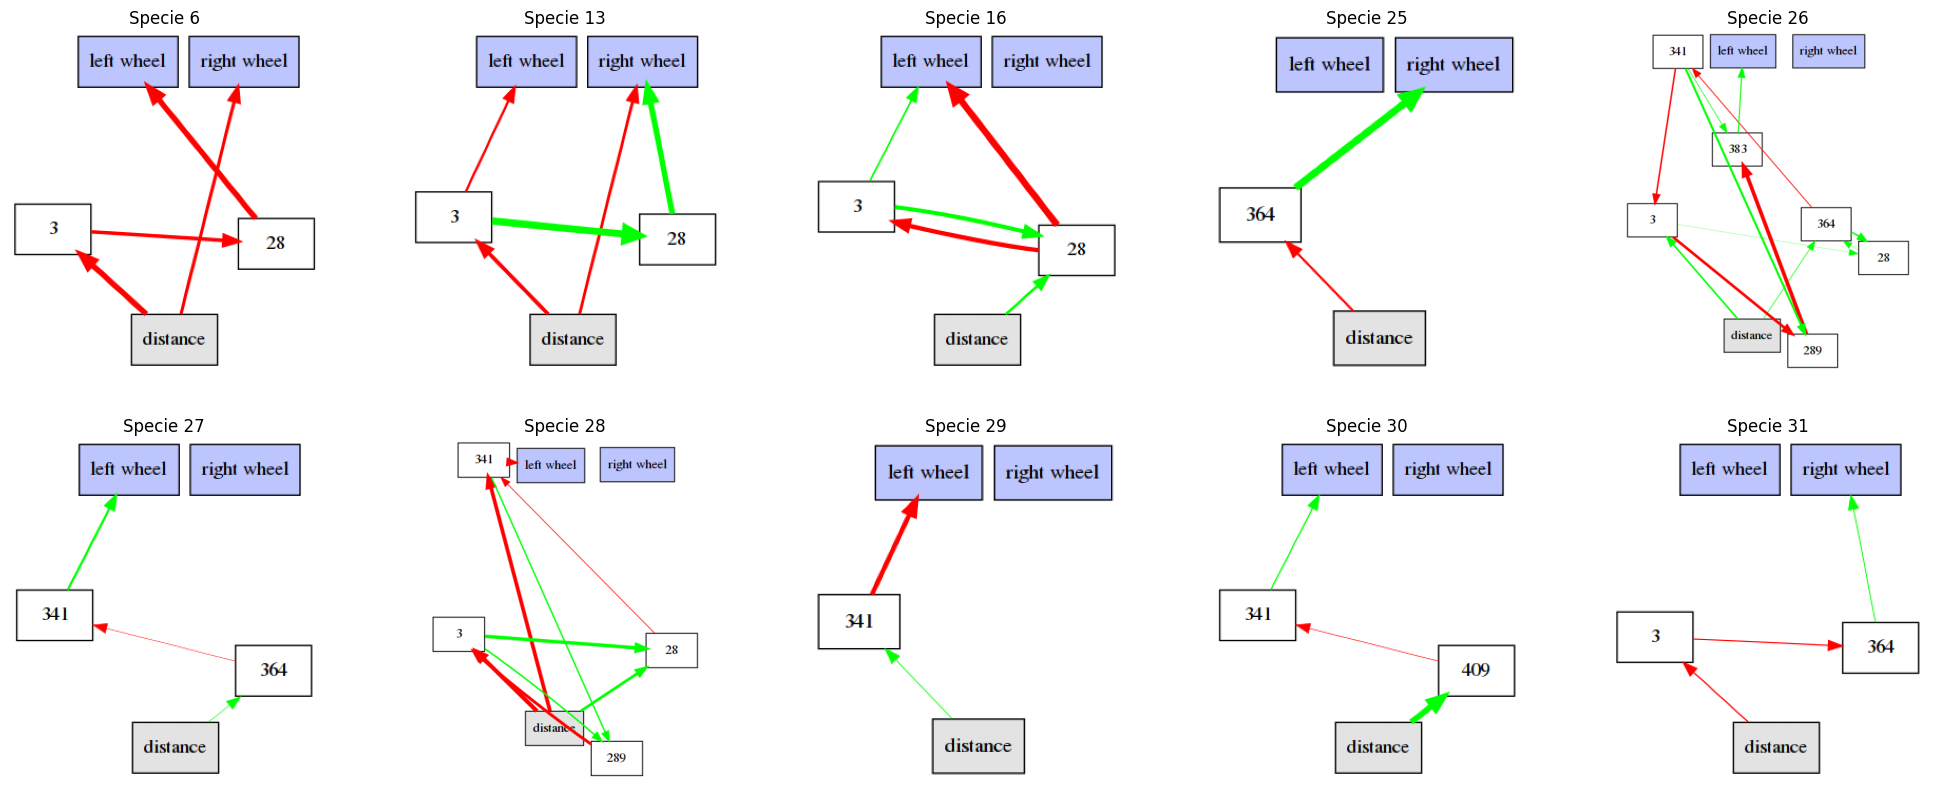 Specie 6
left wheel
right wheel
3
28
distance
Specie 13
left wheel
right wheel
3
28
distance
Specie 16
left wheel
right wheel
3
28
distance
Specie 25
left wheel
right wheel
364
distance
Specie 26
341
left wheel
right wheel
383
3
364
28
distance
289
Specie 27
left wheel
right wheel
341
364
distance
Specie 28
341
left wheel
right wheel
3
28
distance
289
Specie 29
left wheel
right wheel
341
distance
Specie 30
left wheel
right wheel
341
409
distance
Specie 31
left wheel
right wheel
3
364
distance